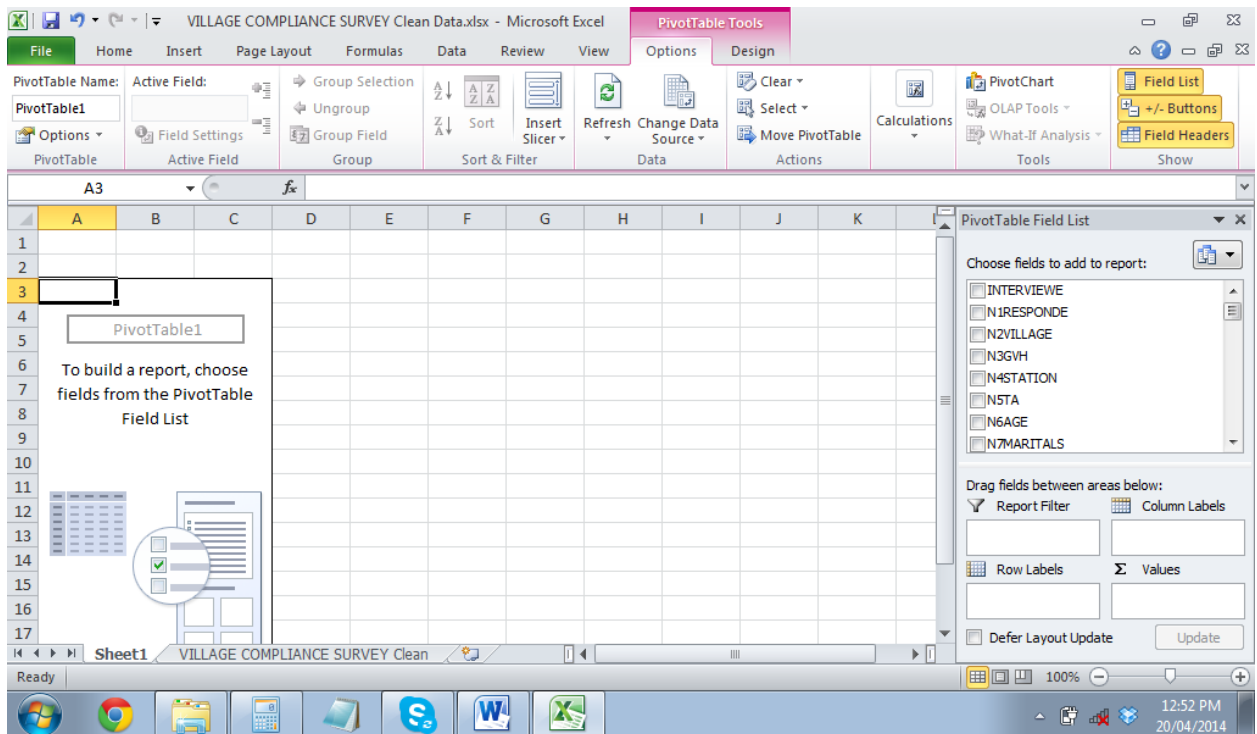 VILLAGE COMPLIANCE SURVEY Clean Data.xlsx - Microsoft Excel
PivotTable Tools
File Home Insert Page Layout Formulas Data Review View Options Design
PivotTable Name:
PivotTable1
Options
PivotTable
Active Field:
Field Settings
Active Field
Group Selection
Ungroup
Group Field
Group
Sort
Insert
Slicer
Sort & Filter
Refresh
Change Data
Source
Data
Clear
Select
Move PivotTable
Actions
Calculations
PivotChart
OLAP Tools
What-If Analysis
Tools
Field List
+/- Buttons
Field Headers
Show
A3
fx
A B C D E F G H I J K
1
2
3
4
5
6
7
8
9
10
11
12
13
14
15
16
17
PivotTable1
To build a report, choose
fields from the PivotTable
Field List
PivotTable Field List
Choose fields to add to report:
INTERVIEWE
N1RESPONDE
N2VILLAGE
N3GVH
N4STATION
N5TA
N6AGE
N7MARITALS
Drag fields between areas below:
Report Filter
Column Labels
Row Labels
Σ Values
Defer Layout Update
Update
Sheet1
VILLAGE COMPLIANCE SURVEY Clean
Ready
100%
12:52 PM
20/04/2014